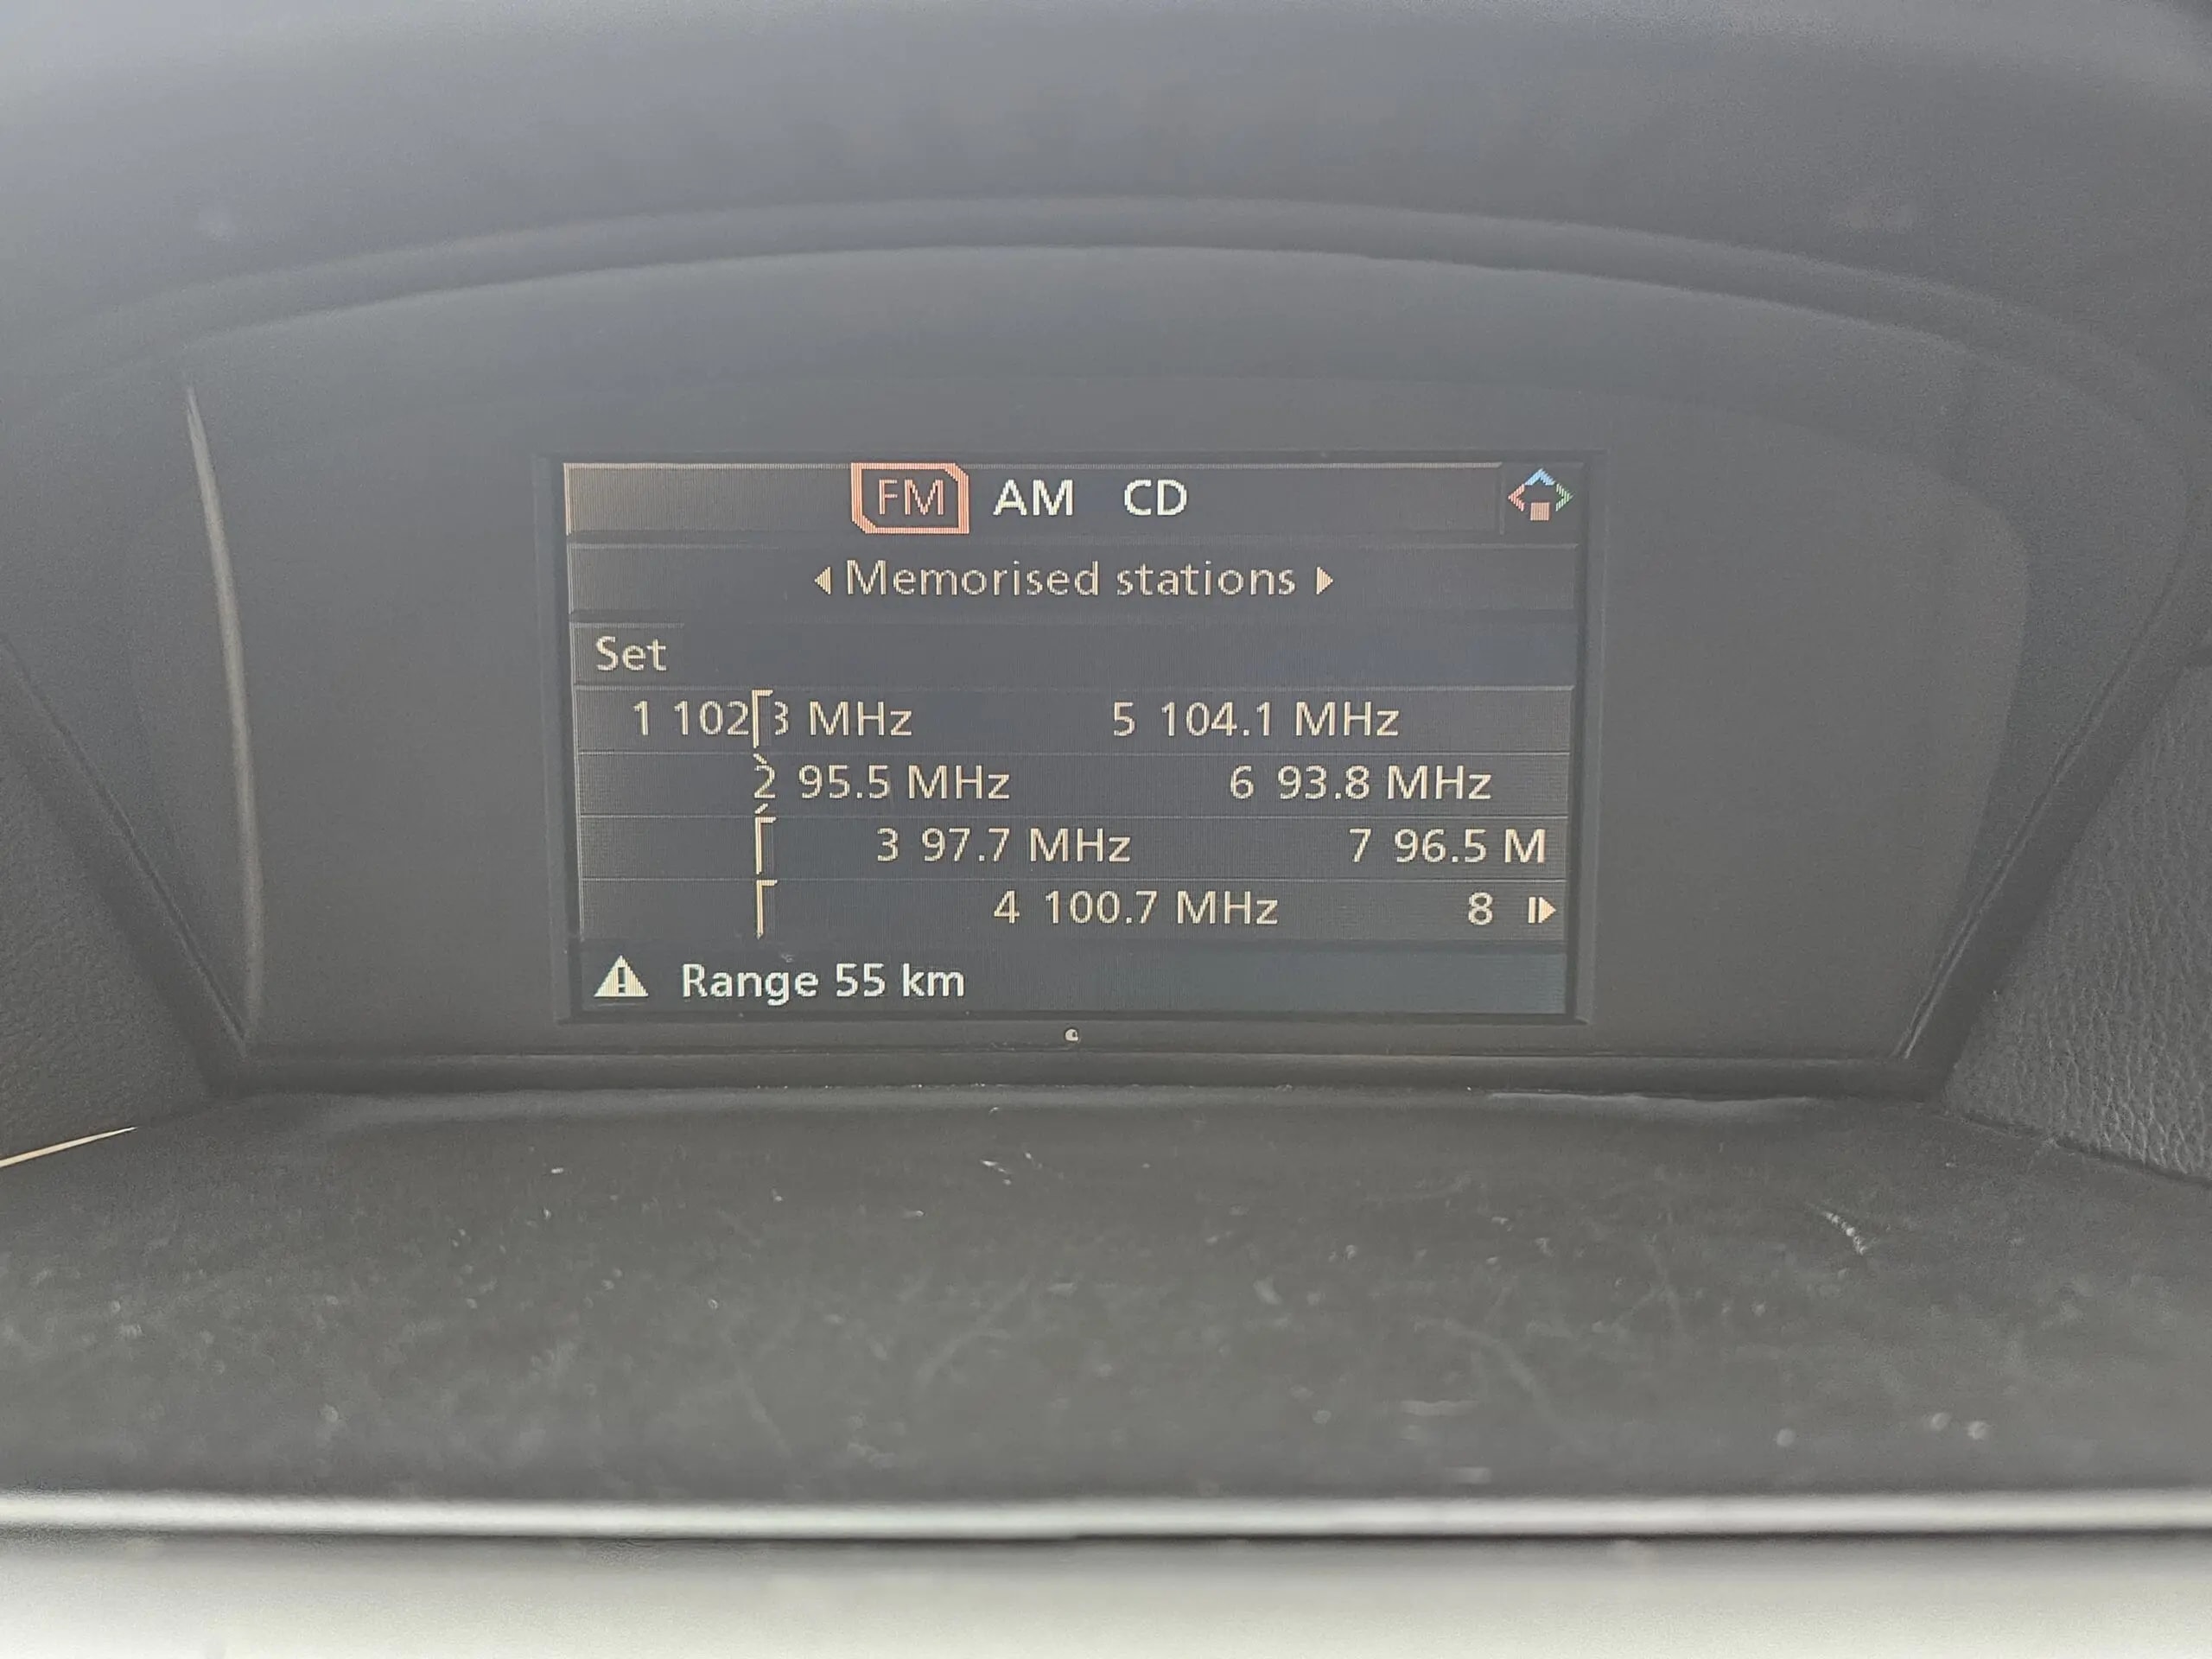 FM AM CD
Memorised stations
Set
1 102.3 MHz 5 104.1 MHz
2 95.5 MHz 6 93.8 MHz
3 97.7 MHz 7 96.5 M
4 100.7 MHz 8
Range 55 km